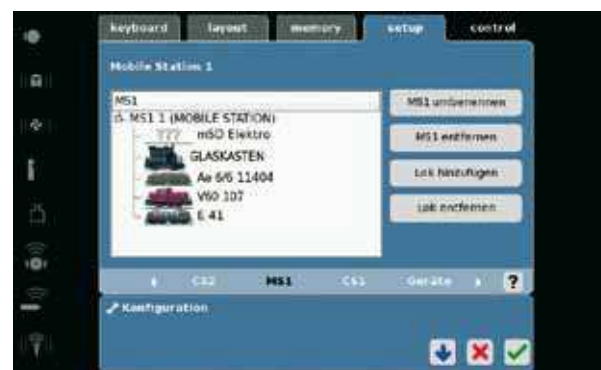 keyboard layout memory setup control
Mobile Station 1
MS1
MS1 1 (MOBILE STATION)
??? mSD Elektro
GLASKASTEN
Ae 6/6 11404
V60 107
E 41
MS1 umbenennen
MS1 entfernen
Lok hinzufügen
Lok entfernen
CS2 MS1 CS1 Geräte ?
Konfiguration